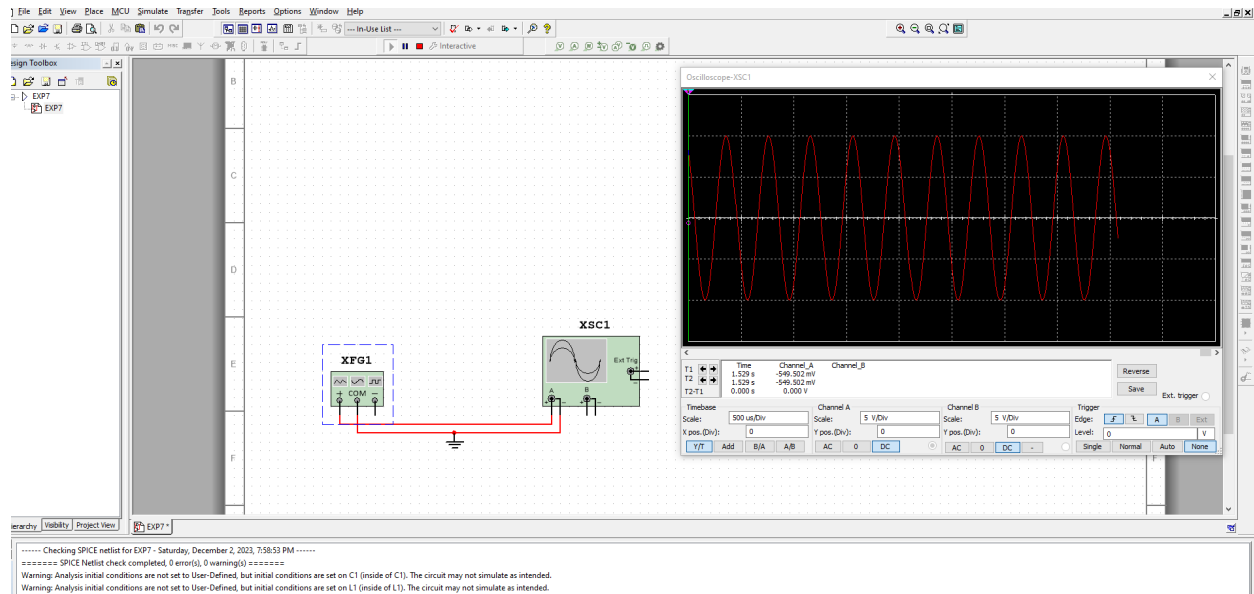 File Edit View Place MCU Simulate Transfer Tools Reports Options Window Help
--- In-Use List ---
Interactive
esign Toolbox
EXP7
EXP7
B
C
D
E
F
XFG1
COM
XSC1
Ext Trig
A B
F
Oscilloscope-XSC1
Time Channel_A Channel_B
T1 1.529 s -549.502 mV
T2 1.529 s -549.502 mV
T2-T1 0.000 s 0.000 V
Reverse
Save
Ext. trigger
Timebase Channel A Channel B Trigger
Scale: 500 us/Div Scale: 5 V/Div Scale: 5 V/Div Edge: A B Ext
X pos.(Div): 0 Y pos.(Div): 0 Y pos.(Div): 0 Level: 0 V
Y/T Add B/A A/B AC 0 DC AC 0 DC - Single Normal Auto None
ierarchy Visibility Project View
EXP7 *
------ Checking SPICE netlist for EXP7 - Saturday, December 2, 2023, 7:58:53 PM ------
======= SPICE Netlist check completed, 0 error(s), 0 warning(s) =======
Warning: Analysis initial conditions are not set to User-Defined, but initial conditions are set on C1 (inside of C1). The circuit may not simulate as intended.
Warning: Analysis initial conditions are not set to User-Defined, but initial conditions are set on L1 (inside of L1). The circuit may not simulate as intended.